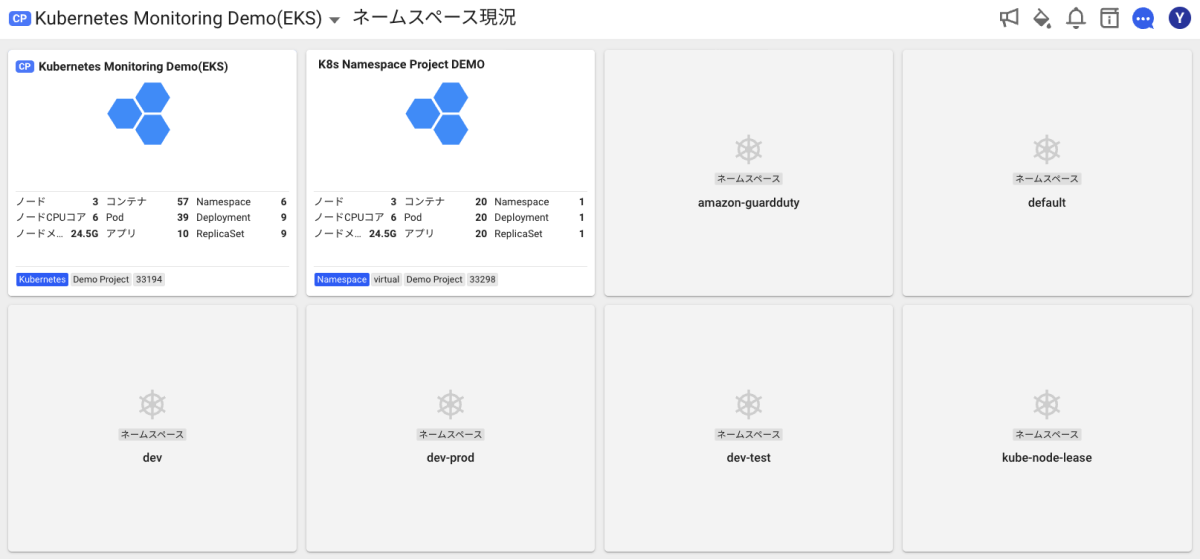 CP Kubernetes Monitoring Demo(EKS) ネームスペース現況
Y
CP Kubernetes Monitoring Demo(EKS)
ノード 3 コンテナ 57 Namespace 6
ノードCPUコア 6 Pod 39 Deployment 9
ノードメ... 24.5G アプリ 10 ReplicaSet 9
Kubernetes Demo Project 33194
K8s Namespace Project DEMO
ノード 3 コンテナ 20 Namespace 1
ノードCPUコア 6 Pod 20 Deployment 1
ノードメ... 24.5G アプリ 20 ReplicaSet 1
Namespace virtual Demo Project 33298
ネームスペース
amazon-guardduty
ネームスペース
default
ネームスペース
dev
ネームスペース
dev-prod
ネームスペース
dev-test
ネームスペース
kube-node-lease